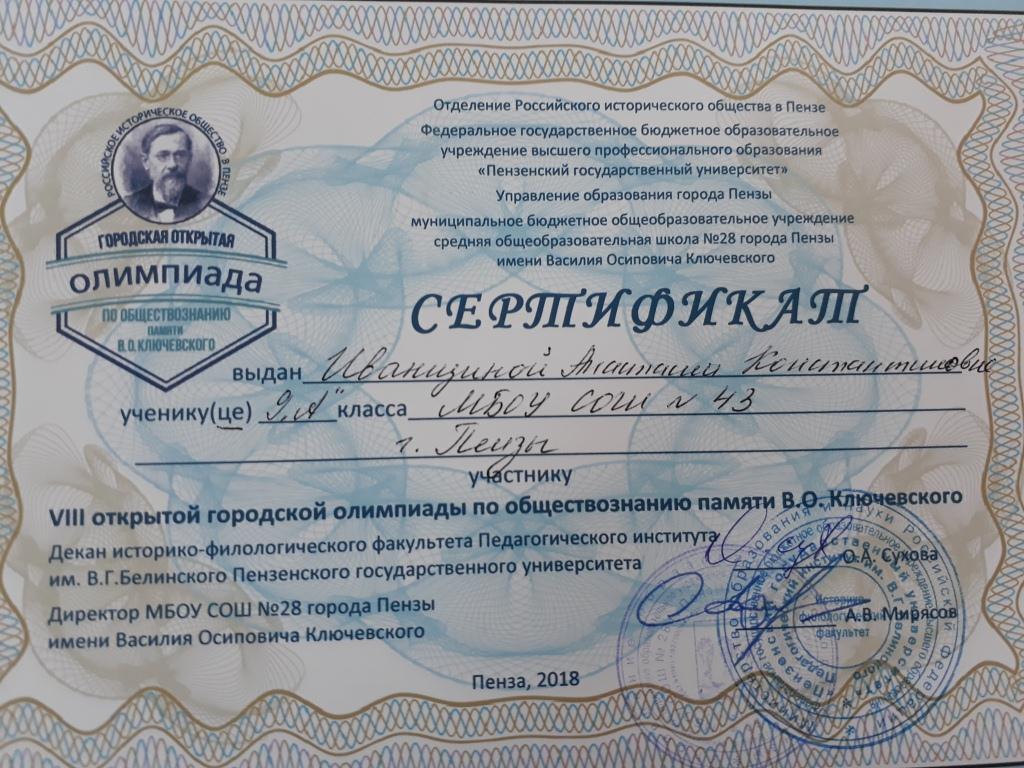 РОССИЙСКОЕ ИСТОРИЧЕСКОЕ ОБЩЕСТВО В ПЕНЗЕ
ГОРОДСКАЯ ОТКРЫТАЯ
ОЛИМПИАДА
ПО ОБЩЕСТВОЗНАНИЮ
ПАМЯТИ
В.О. КЛЮЧЕВСКОГО
Отделение Российского исторического общества в Пензе
Федеральное государственное бюджетное образовательное
учреждение высшего профессионального образования
«Пензенский государственный университет»
Управление образования города Пензы
муниципальное бюджетное общеобразовательное учреждение
средняя общеобразовательная школа №28 города Пензы
имени Василия Осиповича Ключевского
СЕРТИФИКАТ
выдан Константиновне
ученику(це) 9 „А" класса МБОУ СОШ № 43
г. Пензы
участнику
VIII открытой городской олимпиады по обществознанию памяти В.О. Ключевского
Декан историко-филологического факультета Педагогического института
им. В.Г.Белинского Пензенского государственного университета
О.А. Сухова
Директор МБОУ СОШ №28 города Пензы
имени Василия Осиповича Ключевского
А.В. Мирясов
Историко-
филологический
факультет
Пенза, 2018